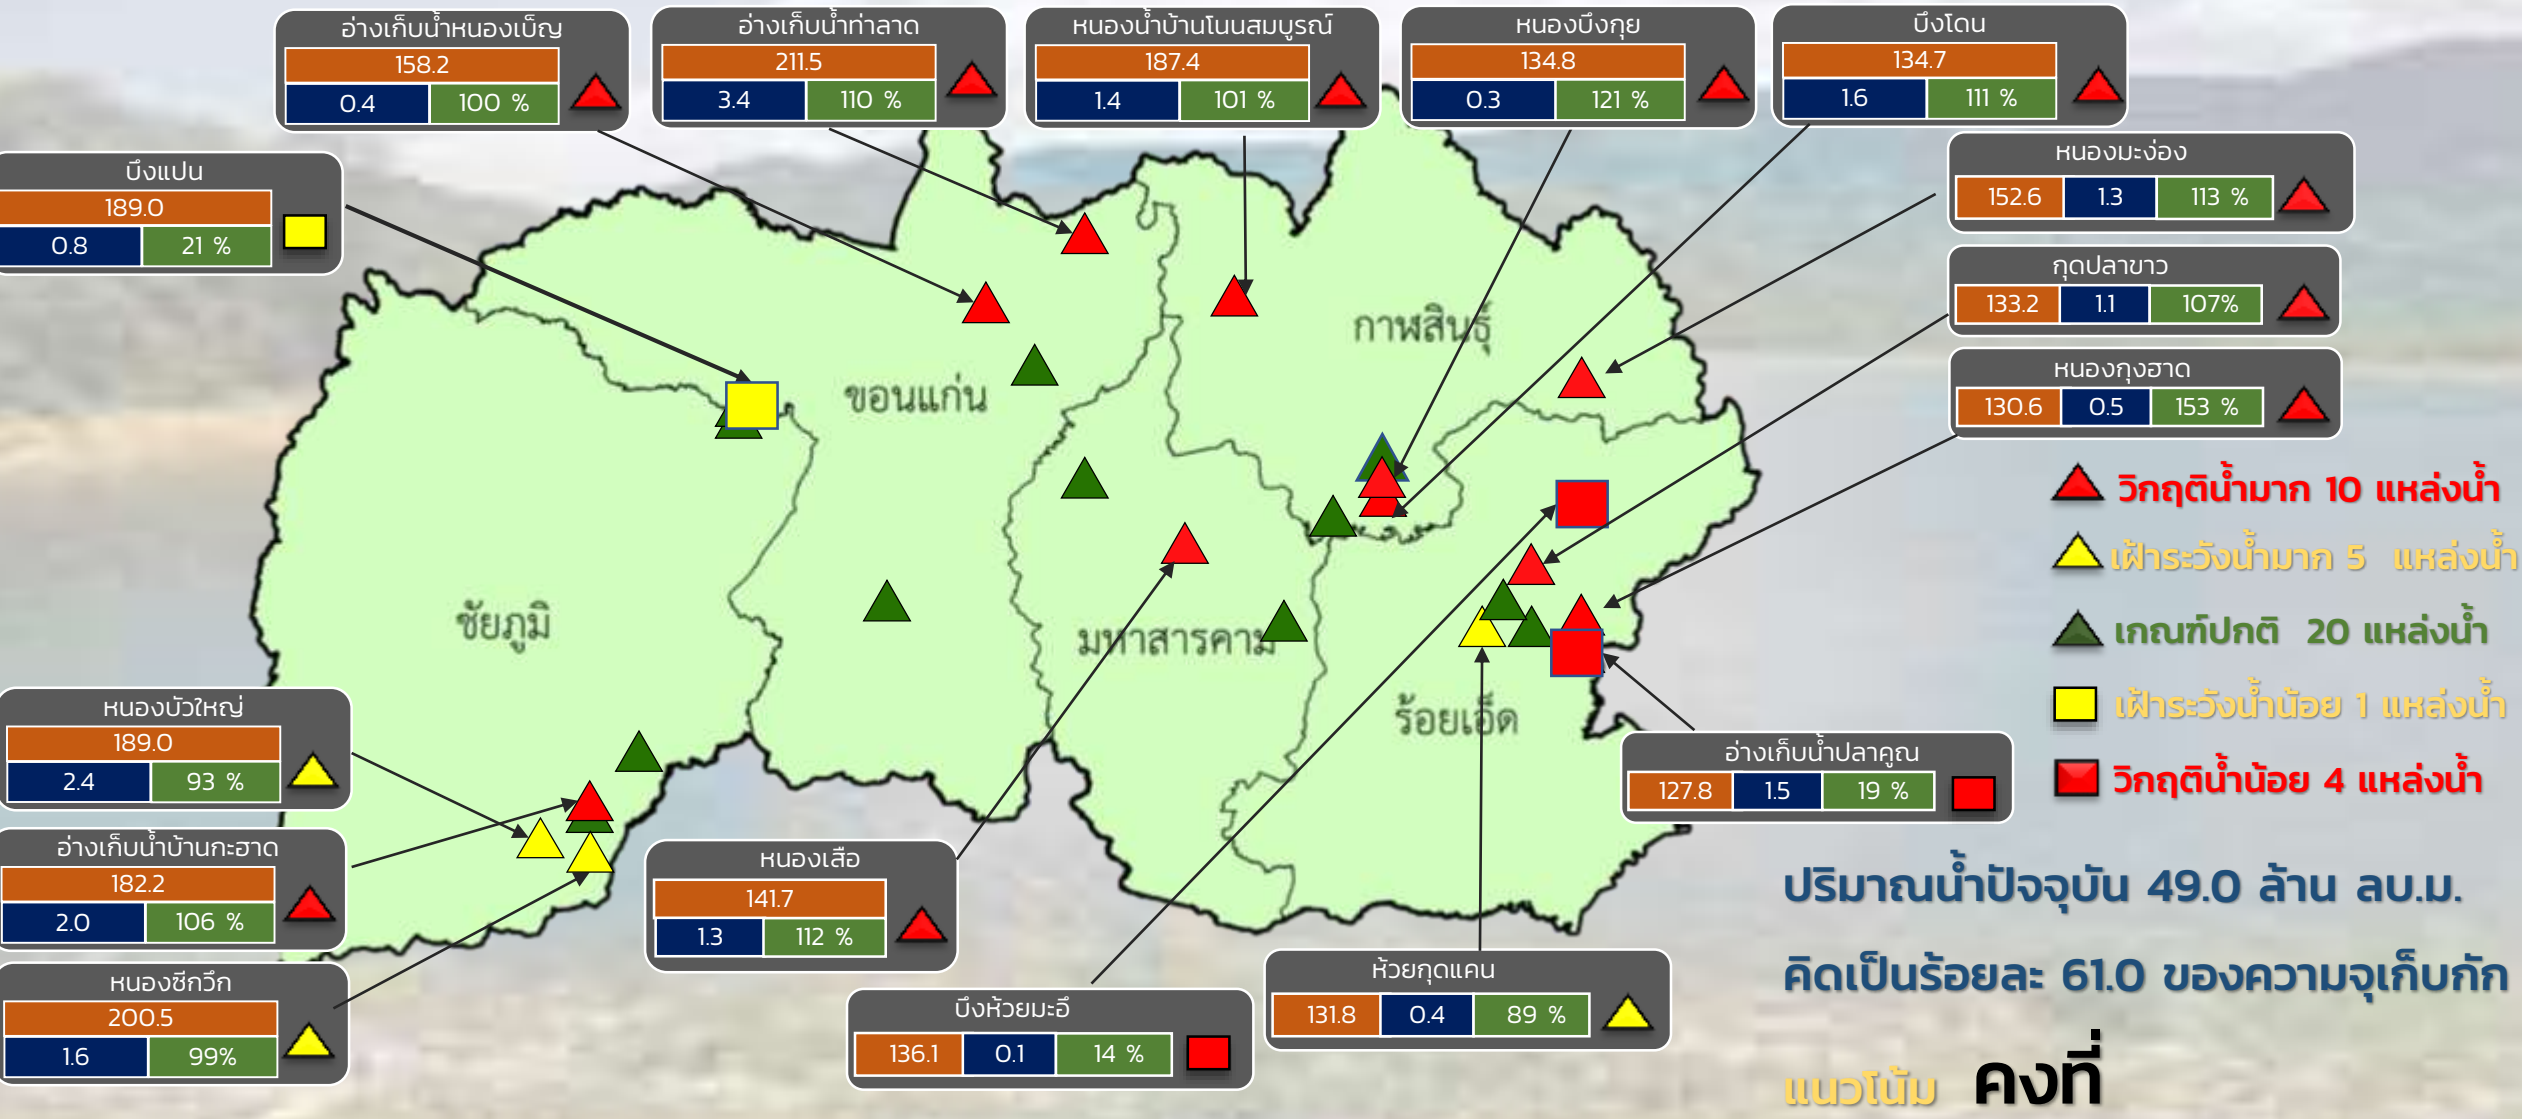 อ่างเก็บน้ำหนองเบ็ญ
158.2
0.4 100 %
อ่างเก็บน้ำท่าลาด
211.5
3.4 110 %
หนองน้ำบ้านโนนสมบูรณ์
187.4
1.4 101 %
หนองบึงกุย
134.8
0.3 121 %
บึงโดน
134.7
1.6 111 %
บึงแปน
189.0
0.8 21 %
หนองมะง่อง
152.6 1.3 113 %
กุดปลาขาว
133.2 1.1 107%
หนองกุงฮาด
130.6 0.5 153 %
กาฬสินธุ์
ขอนแก่น
ชัยภูมิ
มหาสารคาม
ร้อยเอ็ด
วิกฤติน้ำมาก 10 แหล่งน้ำ
เฝ้าระวังน้ำมาก 5 แหล่งน้ำ
เกณฑ์ปกติ 20 แหล่งน้ำ
เฝ้าระวังน้ำน้อย 1 แหล่งน้ำ
วิกฤติน้ำน้อย 4 แหล่งน้ำ
หนองบัวใหญ่
189.0
2.4 93 %
อ่างเก็บน้ำบ้านกะฮาด
182.2
2.0 106 %
หนองซีกวึก
200.5
1.6 99%
หนองเสือ
141.7
1.3 112 %
บึงห้วยมะอึ
136.1 0.1 14 %
ห้วยกุดแคน
131.8 0.4 89 %
อ่างเก็บน้ำปลาคูณ
127.8 1.5 19 %
ปริมาณน้ำปัจจุบัน 49.0 ล้าน ลบ.ม.
คิดเป็นร้อยละ 61.0 ของความจุเก็บกัก
แนวโน้ม คงที่